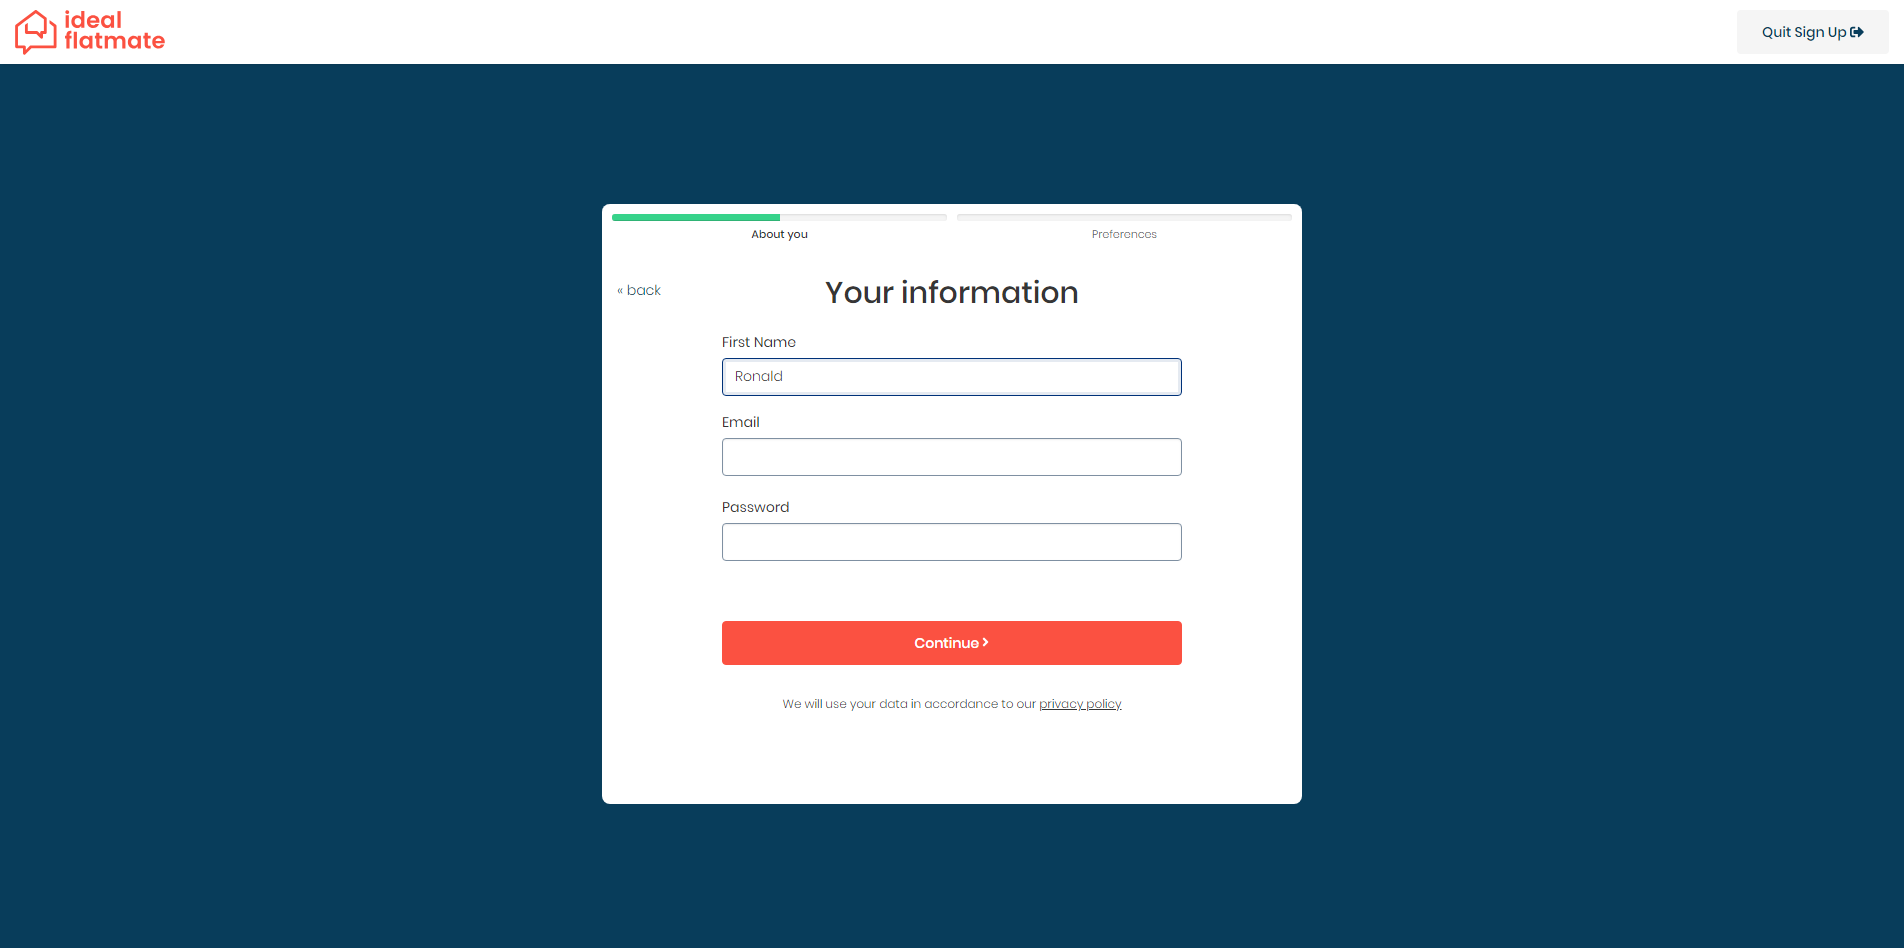 ideal
flatmate
Quit Sign Up
About you
Preferences
« back
Your information
First Name
Ronald
Email
Password
Continue
We will use your data in accordance to our privacy policy